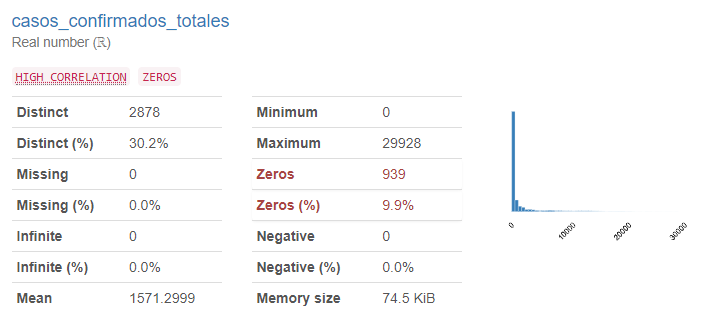 casos_confirmados_totales
Real number (ℝ)
HIGH CORRELATION ZEROS
Distinct 2878
Distinct (%) 30.2%
Missing 0
Missing (%) 0.0%
Infinite 0
Infinite (%) 0.0%
Mean 1571.2999
Minimum 0
Maximum 29928
Zeros 939
Zeros (%) 9.9%
Negative 0
Negative (%) 0.0%
Memory size 74.5 KiB
0 10000 20000 30000